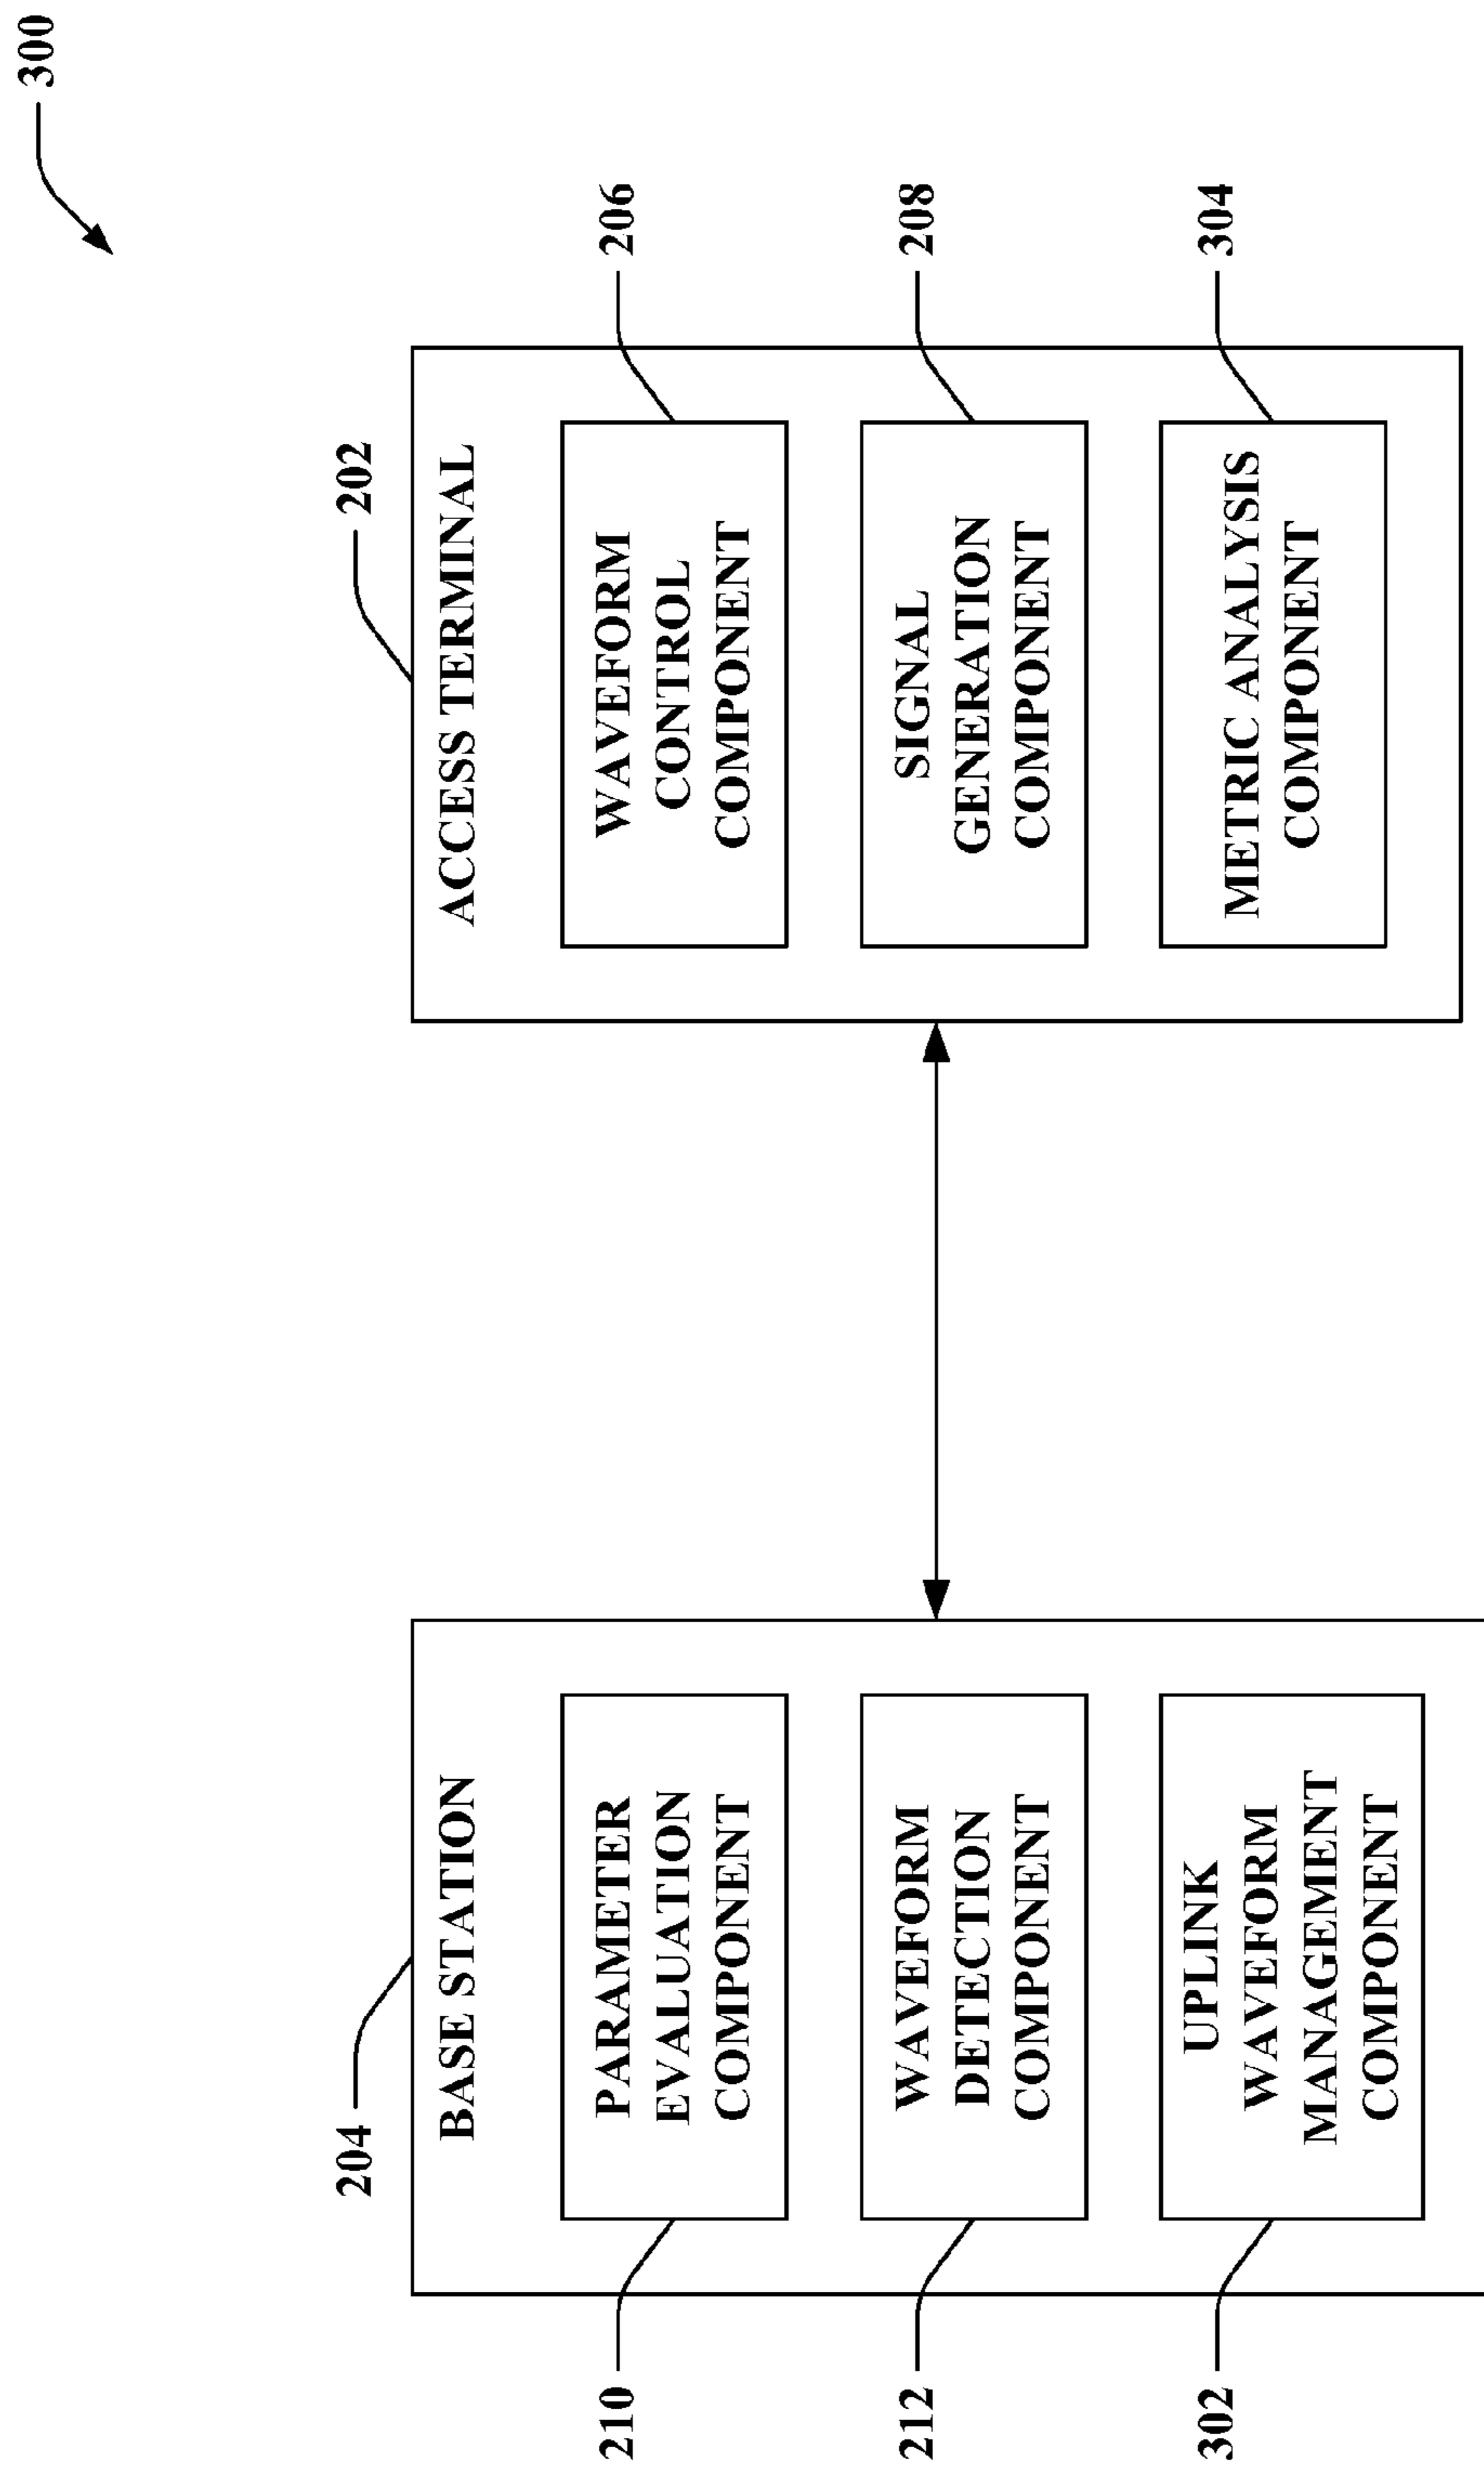 300
204
BASE STATION
210
PARAMETER
EVALUATION
COMPONENT
212
WAVEFORM
DETECTION
COMPONENT
302
UPLINK
WAVEFORM
MANAGEMENT
COMPONENT
202
ACCESS TERMINAL
206
WAVEFORM
CONTROL
COMPONENT
208
SIGNAL
GENERATION
COMPONENT
304
METRIC ANALYSIS
COMPONENT